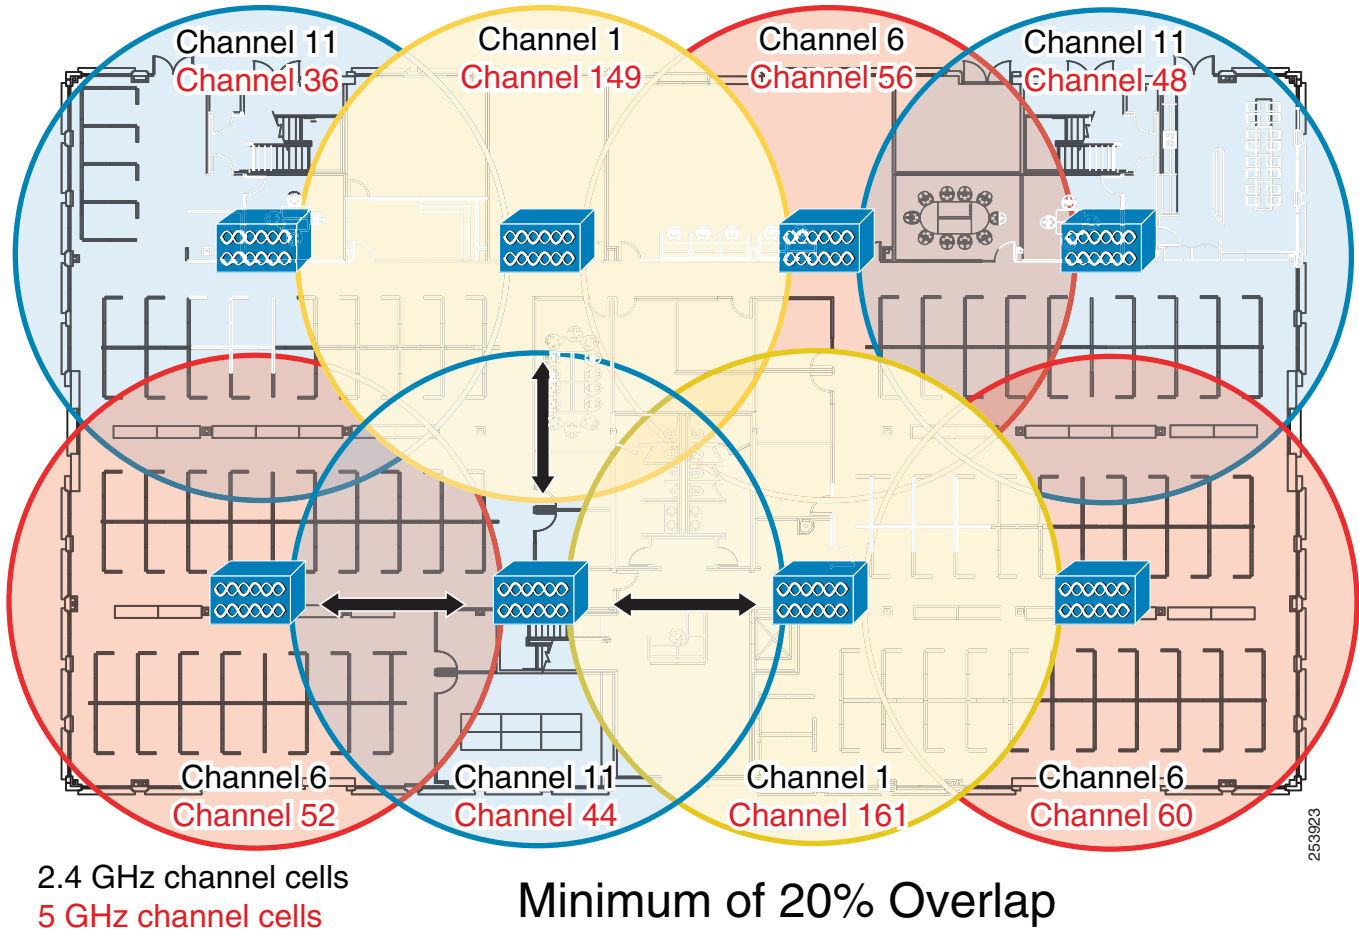 Channel 11
Channel 36
Channel 1
Channel 149
Channel 6
Channel 56
Channel 11
Channel 48
Channel 6
Channel 52
Channel 11
Channel 44
Channel 1
Channel 161
Channel 6
Channel 60
253923
2.4 GHz channel cells
5 GHz channel cells
Minimum of 20% Overlap